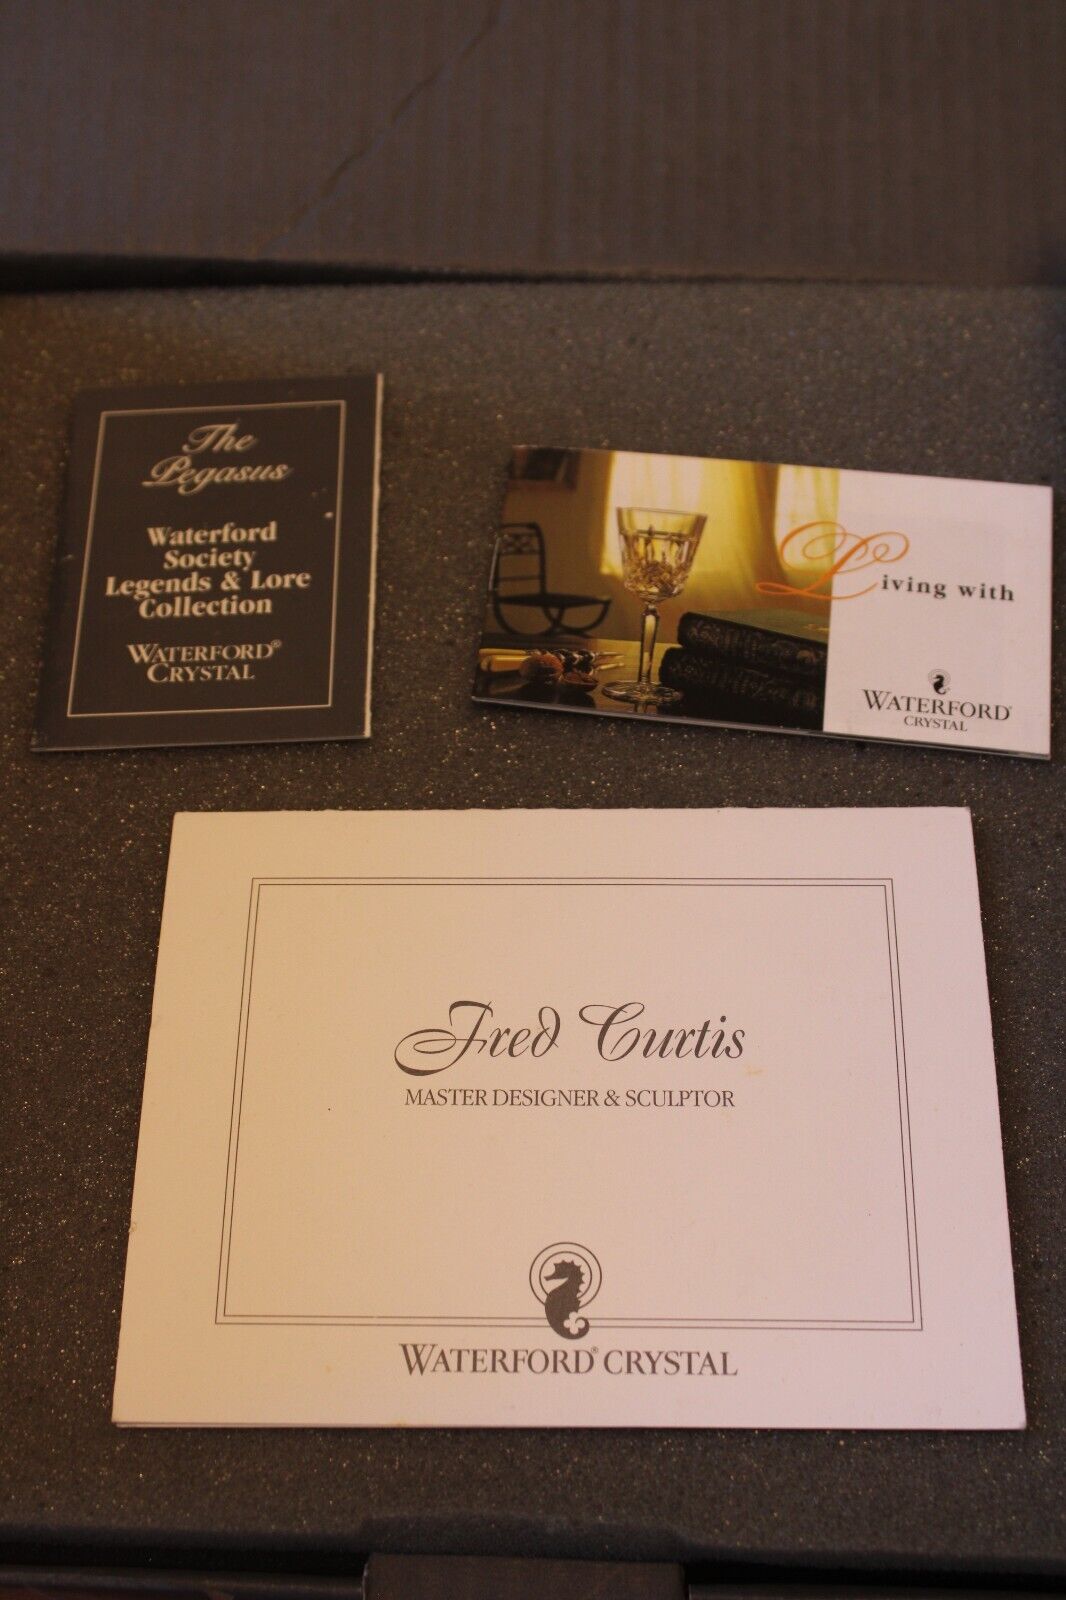 The
Pegasus
Waterford
Society
Legends & Lore
Collection
WATERFORD®
CRYSTAL
Living with
WATERFORD®
CRYSTAL
Fred Curtis
MASTER DESIGNER & SCULPTOR
WATERFORD® CRYSTAL